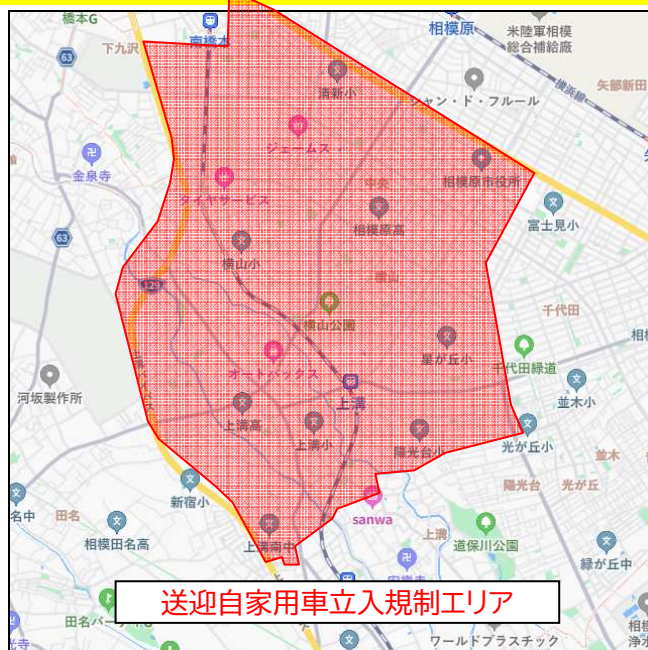 橋本G
下九沢
南橋本
相模原
米陸軍相模
総合補給廠
63
清新小
シャン・ド・フルール
横浜線
矢部新田
金泉寺
ジェームス
タイヤサービス
中央
相模原市役所
相模原高
富士見小
63
横山小
横山
129
横山公園
千代田
星が丘小
千代田緑道
オートバックス
上溝
河坂製作所
並木小
上溝高
上溝小
陽光台小
光が丘小
並木
新宿小
陽光台
光が丘
田名
sanwa
上溝
相模田名高
上溝南中
道保川公園
緑が丘中
送迎自家用車立入規制エリア
ワールドプラスチック